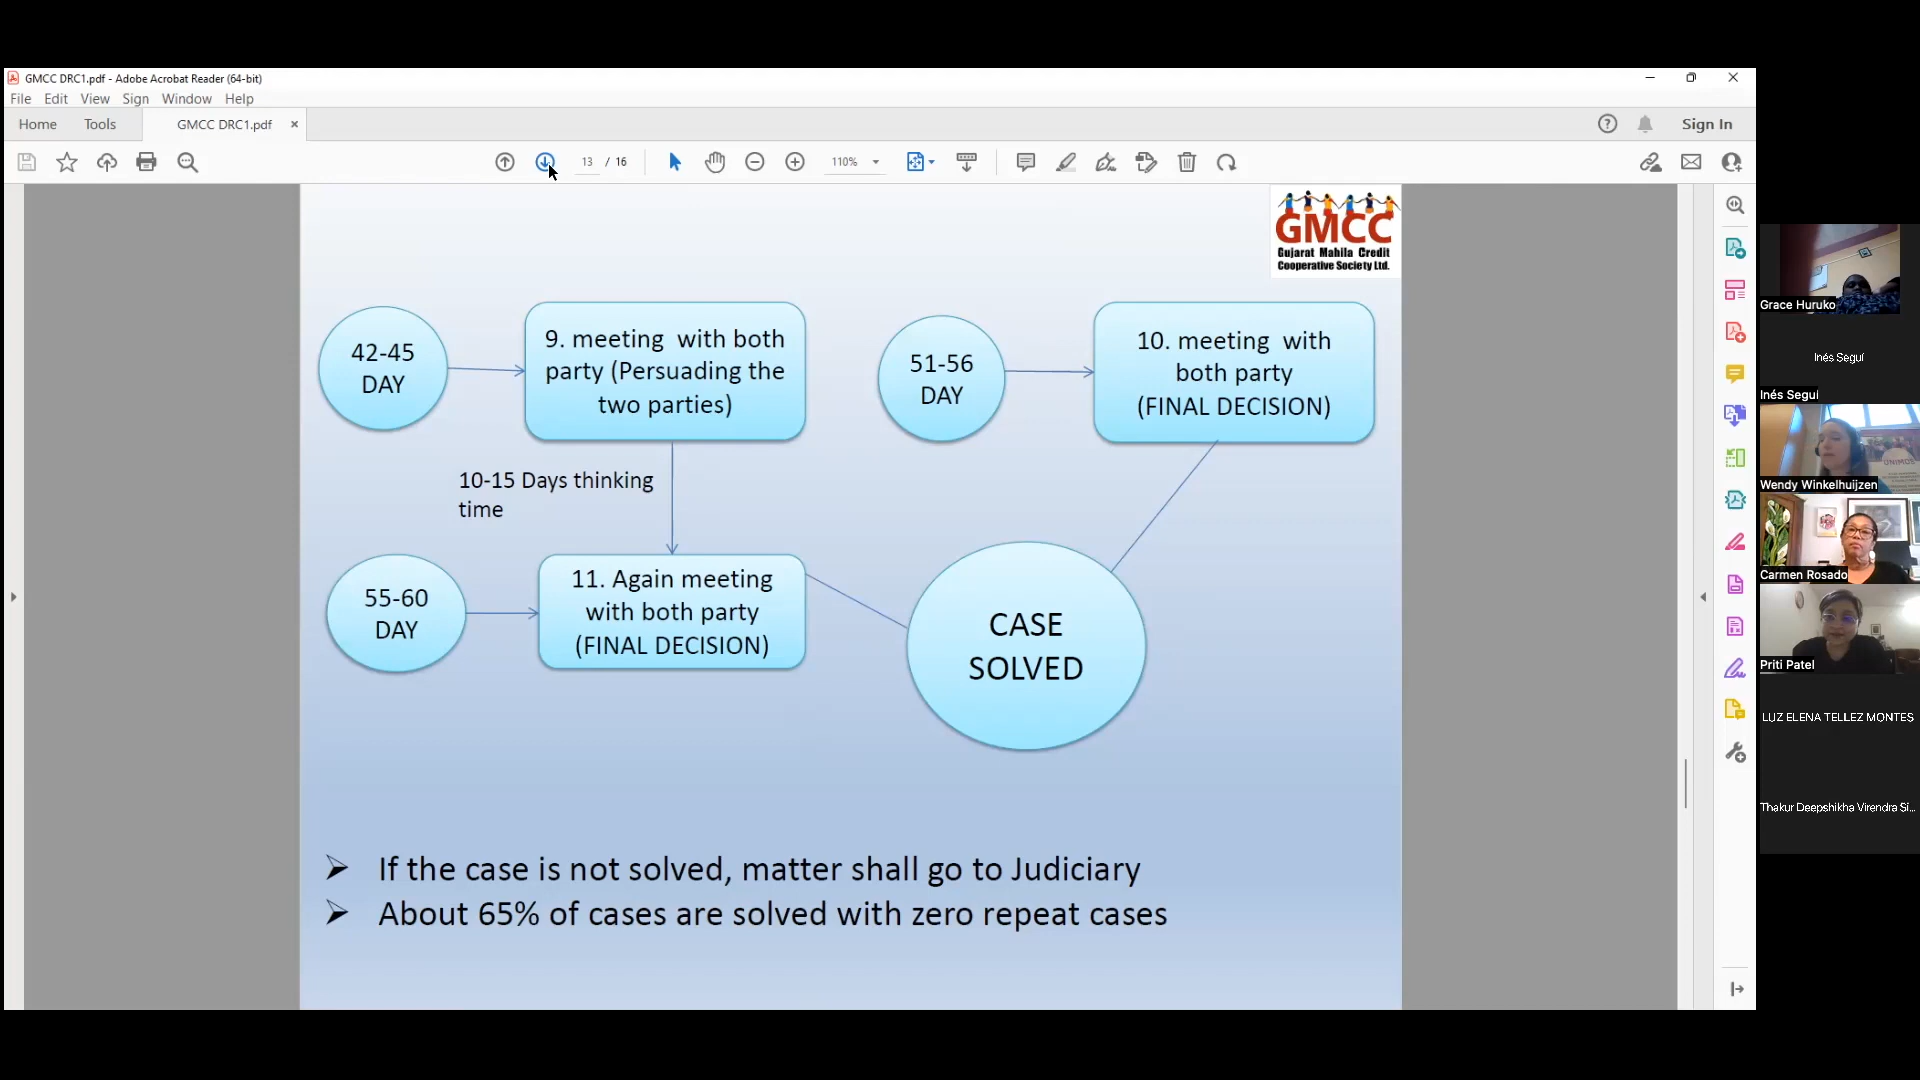 GMCC DRC1.pdf - Adobe Acrobat Reader (64-bit)
File Edit View Sign Window Help
Home Tools GMCC DRC1.pdf × Sign In
13 / 16 110%
GMCC
Gujarat Mahila Credit
Cooperative Society Ltd.
42-45
DAY
9. meeting with both
party (Persuading the
two parties)
51-56
DAY
10. meeting with
both party
(FINAL DECISION)
10-15 Days thinking
time
55-60
DAY
11. Again meeting
with both party
(FINAL DECISION)
CASE
SOLVED
➢ If the case is not solved, matter shall go to Judiciary
➢ About 65% of cases are solved with zero repeat cases
Grace Huruko
Inés Seguí
Inés Seguí
UNIMOS
Wendy Winkelhuijzen
Carmen Rosado
Priti Patel
LUZ ELENA TELLEZ MONTES
Thakur Deepshikha Virendra Si...